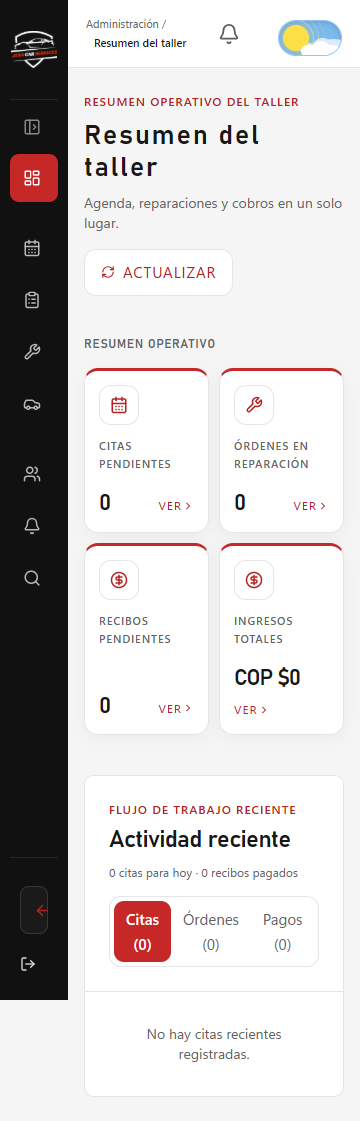 Administración /
Resumen del taller
RESUMEN OPERATIVO DEL TALLER
Resumen del
taller
Agenda, reparaciones y cobros en un solo
lugar.
ACTUALIZAR
RESUMEN OPERATIVO
CITAS
PENDIENTES
0
VER
ÓRDENES EN
REPARACIÓN
0
VER
RECIBOS
PENDIENTES
0
VER
INGRESOS
TOTALES
COP $0
VER
FLUJO DE TRABAJO RECIENTE
Actividad reciente
0 citas para hoy · 0 recibos pagados
Citas
(0)
Órdenes
(0)
Pagos
(0)
No hay citas recientes
registradas.